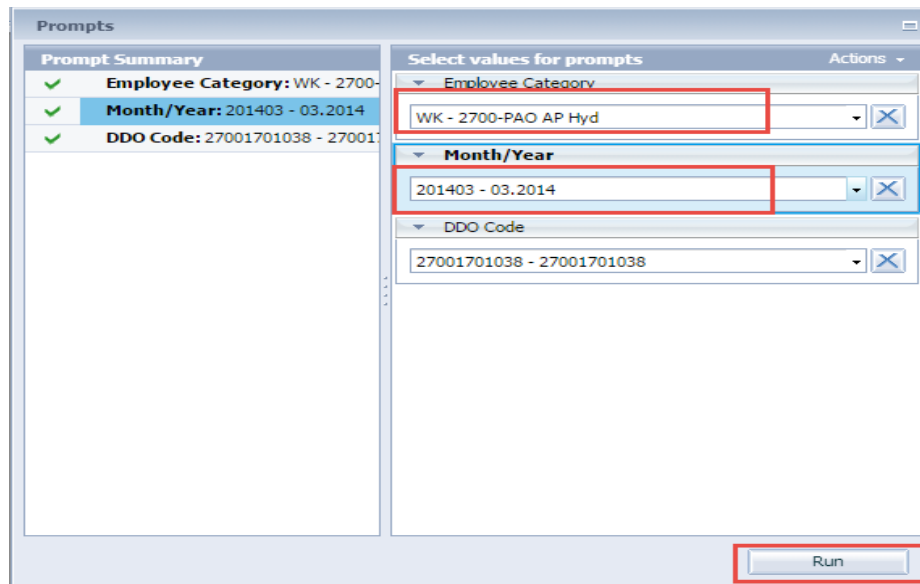 Prompts
Prompt Summary
Employee Category: WK - 2700-
Month/Year: 201403 - 03.2014
DDO Code: 27001701038 - 27001
Select values for prompts
Actions
Employee Category
WK - 2700-PAO AP Hyd
Month/Year
201403 - 03.2014
DDO Code
27001701038 - 27001701038
Run